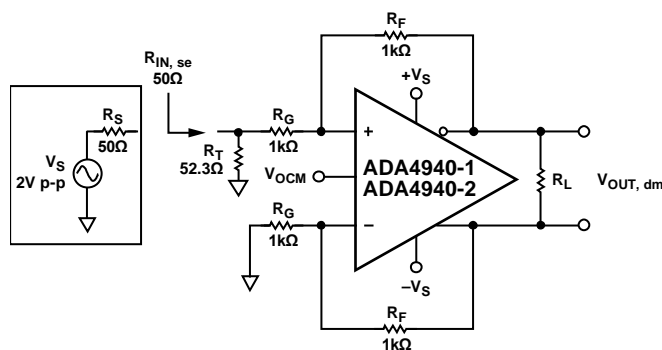 RF
1kΩ
RIN, se
50Ω
+VS
RS
50Ω
RG
1kΩ
+
VS
2V p-p
RT
52.3Ω
VOCM
ADA4940-1
ADA4940-2
RL
VOUT, dm
RG
1kΩ
–
–VS
RF
1kΩ